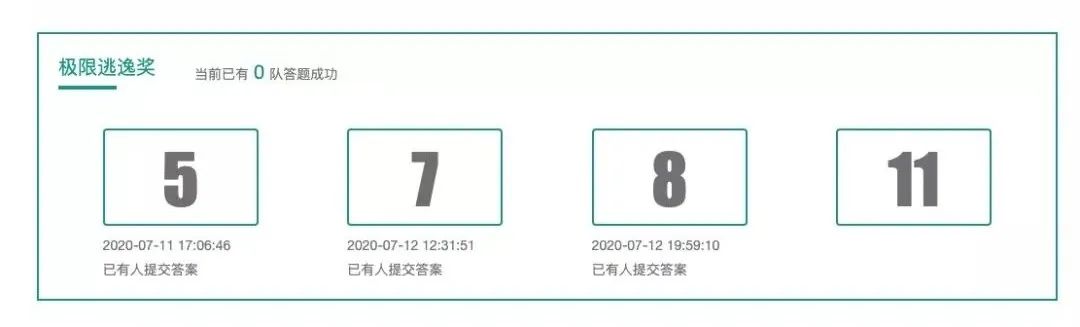 极限逃逸奖 当前已有 0 队答题成功
5 7 8 11
2020-07-11 17:06:46 2020-07-12 12:31:51 2020-07-12 19:59:10
已有人提交答案 已有人提交答案 已有人提交答案